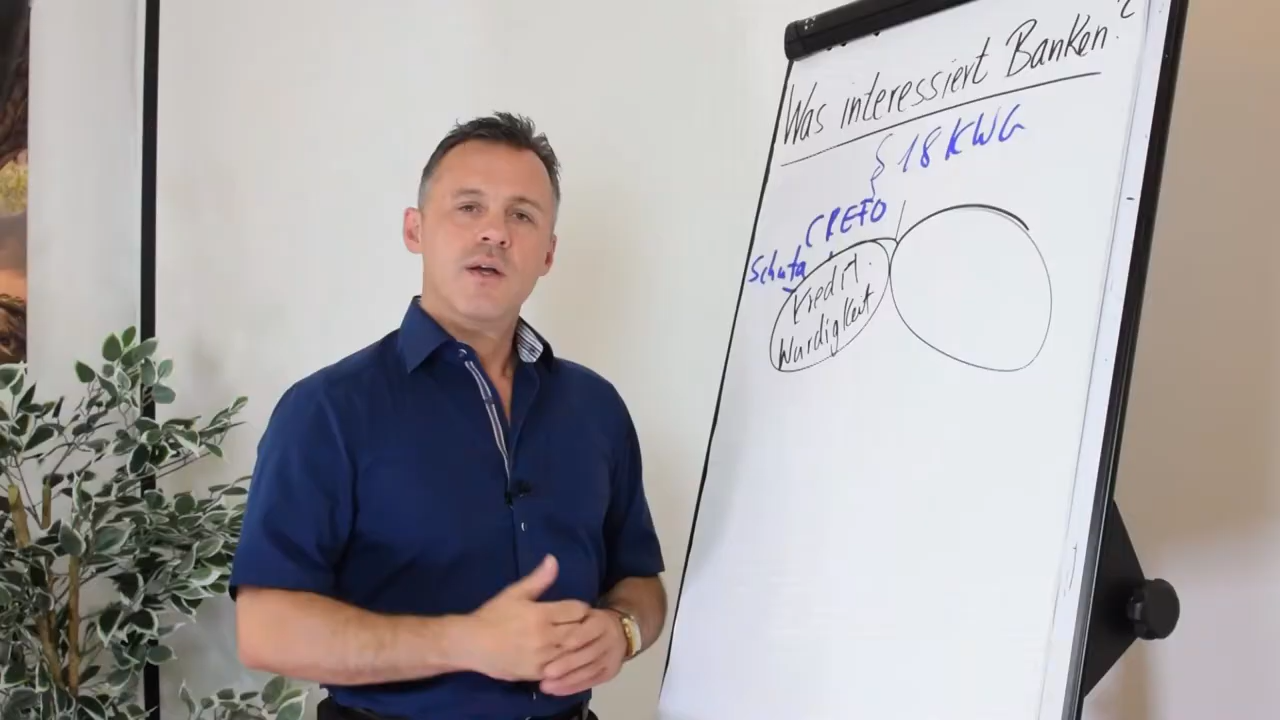 Was interessiert Banken?
§ 18 KWG
CREFO
Schufa
Kredit-
Würdigkeit